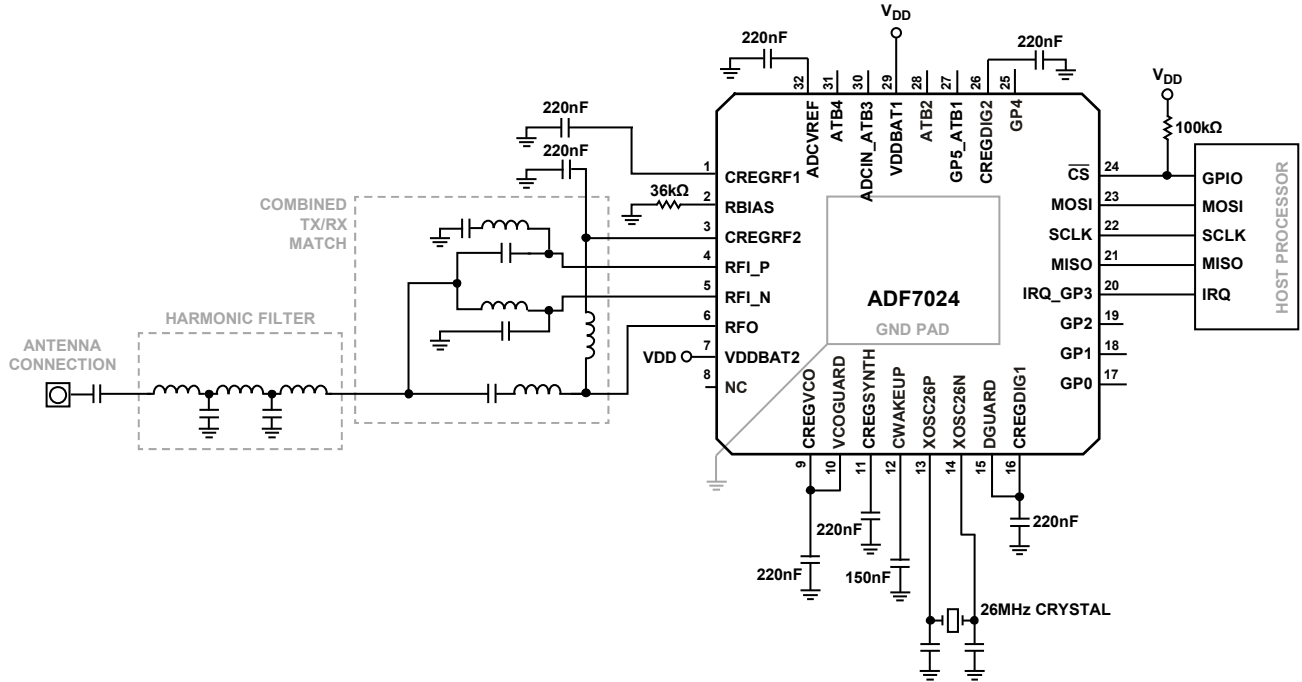 VDD
220nF
220nF
32
31
30
29
28
27
26
25
ADCVREF
ATB4
ADCIN_ATB3
VDDBAT1
ATB2
GP5_ATB1
CREGDIG2
GP4
VDD
100kΩ
220nF
220nF
36kΩ
COMBINED
TX/RX
MATCH
1
CREGRF1
2
RBIAS
3
CREGRF2
4
RFI_P
5
RFI_N
6
RFO
VDD
7
VDDBAT2
8
NC
CS
24
GPIO
MOSI
23
MOSI
SCLK
22
SCLK
MISO
21
MISO
IRQ_GP3
20
IRQ
GP2
19
GP1
18
GP0
17
HOST PROCESSOR
ADF7024
GND PAD
HARMONIC FILTER
ANTENNA
CONNECTION
CREGVCO
VCOGUARD
CREGSYNTH
CWAKEUP
XOSC26P
XOSC26N
DGUARD
CREGDIG1
9
10
11
12
13
14
15
16
220nF
220nF
220nF
150nF
26MHz CRYSTAL